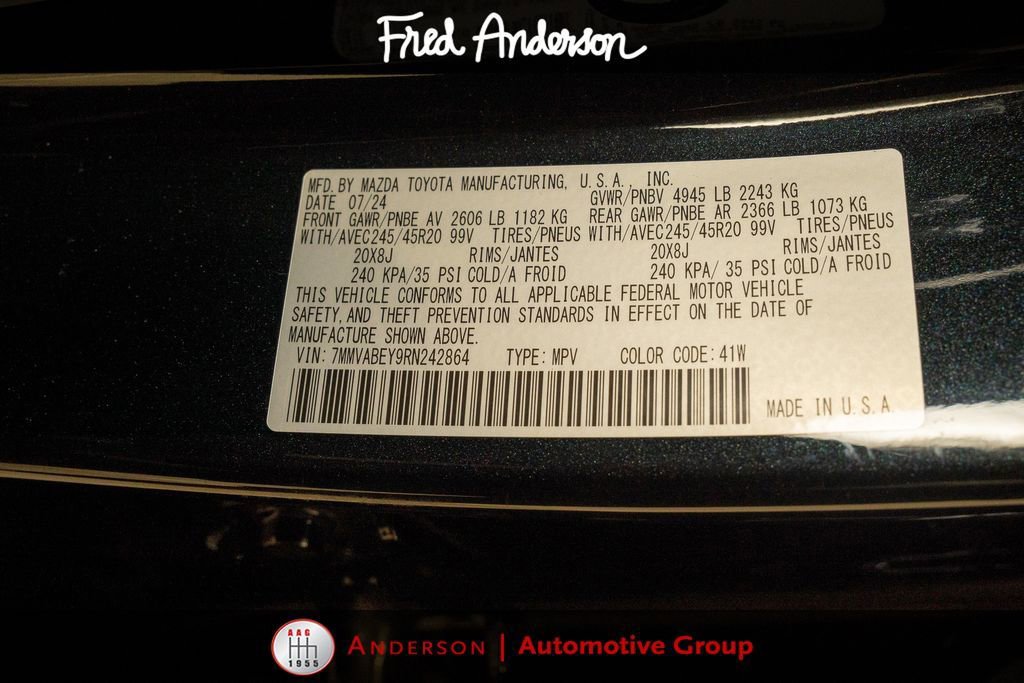 Fred Anderson
MFD. BY MAZDA TOYOTA MANUFACTURING, U.S.A., INC.
DATE 07/24 GVWR/PNBV 4945 LB 2243 KG
FRONT GAWR/PNBE AV 2606 LB 1182 KG REAR GAWR/PNBE AR 2366 LB 1073 KG
WITH/AVEC 245/45R20 99V TIRES/PNEUS WITH/AVEC 245/45R20 99V TIRES/PNEUS
20X8J RIMS/JANTES 20X8J RIMS/JANTES
240 KPA/35 PSI COLD/A FROID 240 KPA/ 35 PSI COLD/A FROID
THIS VEHICLE CONFORMS TO ALL APPLICABLE FEDERAL MOTOR VEHICLE
SAFETY, AND THEFT PREVENTION STANDARDS IN EFFECT ON THE DATE OF
MANUFACTURE SHOWN ABOVE.
VIN: 7MMVABEY9RN242864 TYPE: MPV COLOR CODE: 41W
MADE IN U.S.A.
AAG
1955
ANDERSON | Automotive Group